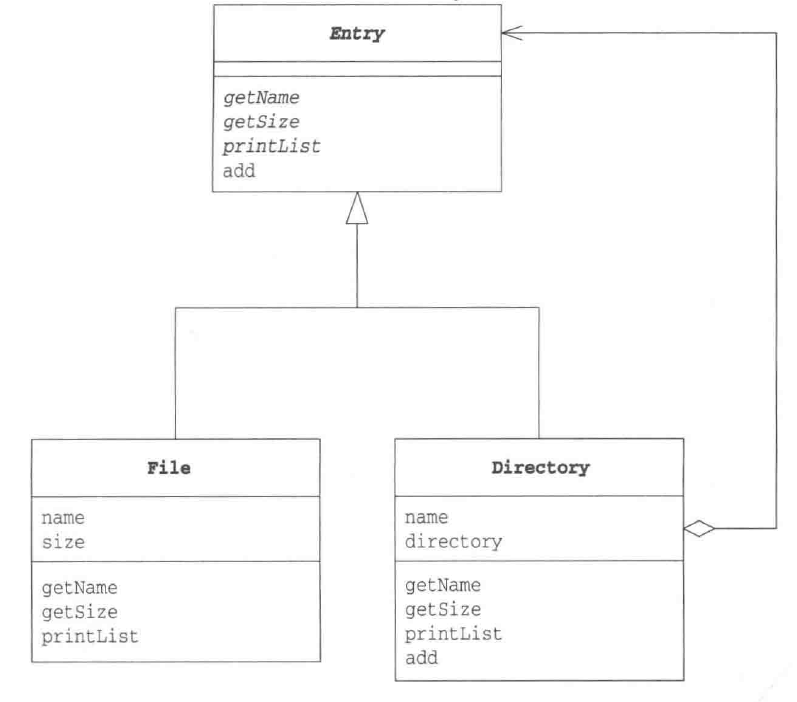 Entry
getName
getSize
printList
add
File
name
size
getName
getSize
printList
Directory
name
directory
getName
getSize
printList
add